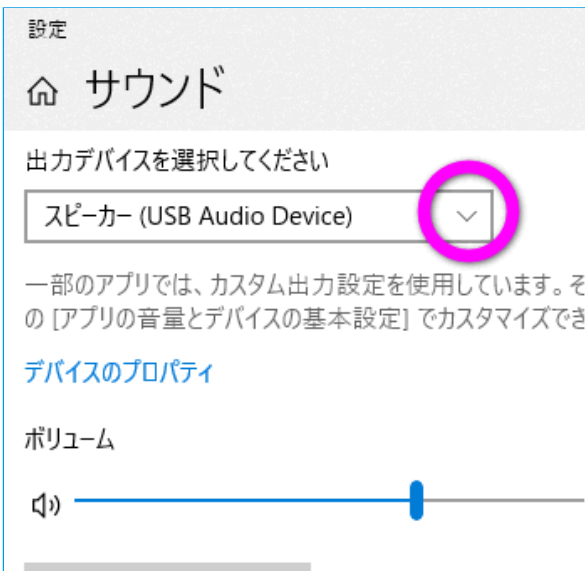 設定
サウンド
出力デバイスを選択してください
スピーカー (USB Audio Device)
一部のアプリでは、カスタム出力設定を使用しています。そ
の [アプリの音量とデバイスの基本設定] でカスタマイズでき
デバイスのプロパティ
ボリューム